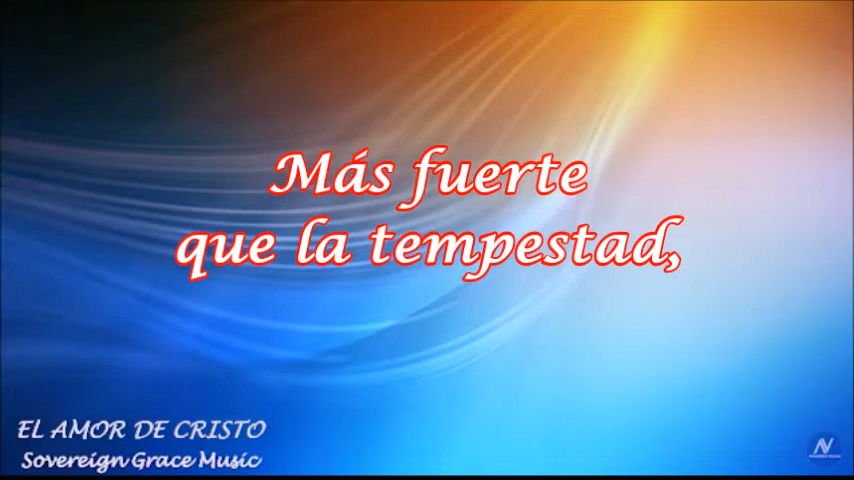 Más fuerte
que la tempestad,
EL AMOR DE CRISTO
Sovereign Grace Music